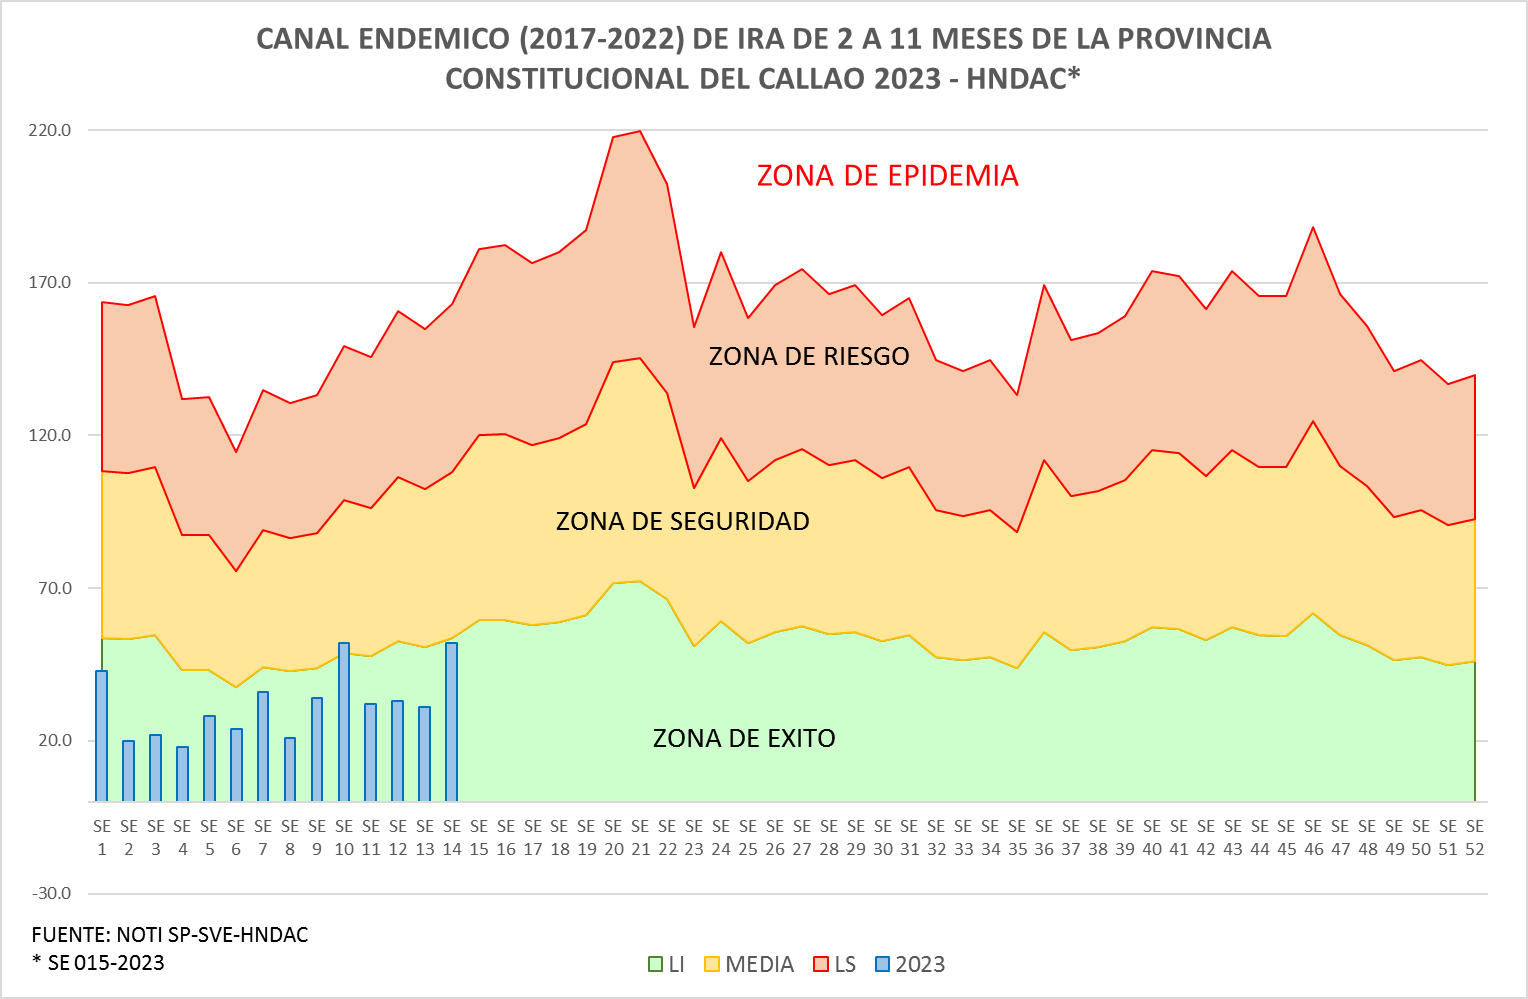 CANAL ENDEMICO (2017-2022) DE IRA DE 2 A 11 MESES DE LA PROVINCIA
CONSTITUCIONAL DEL CALLAO 2023 - HNDAC*
220.0
170.0
120.0
70.0
20.0
-30.0
ZONA DE EPIDEMIA
ZONA DE RIESGO
ZONA DE SEGURIDAD
ZONA DE EXITO
SE SE SE SE SE SE SE SE SE SE SE SE SE SE SE SE SE SE SE SE SE SE SE SE SE SE SE SE SE SE SE SE SE SE SE SE SE SE SE SE SE SE SE SE SE SE SE SE SE SE SE SE
1 2 3 4 5 6 7 8 9 10 11 12 13 14 15 16 17 18 19 20 21 22 23 24 25 26 27 28 29 30 31 32 33 34 35 36 37 38 39 40 41 42 43 44 45 46 47 48 49 50 51 52
FUENTE: NOTI SP-SVE-HNDAC
* SE 015-2023
LI MEDIA LS 2023